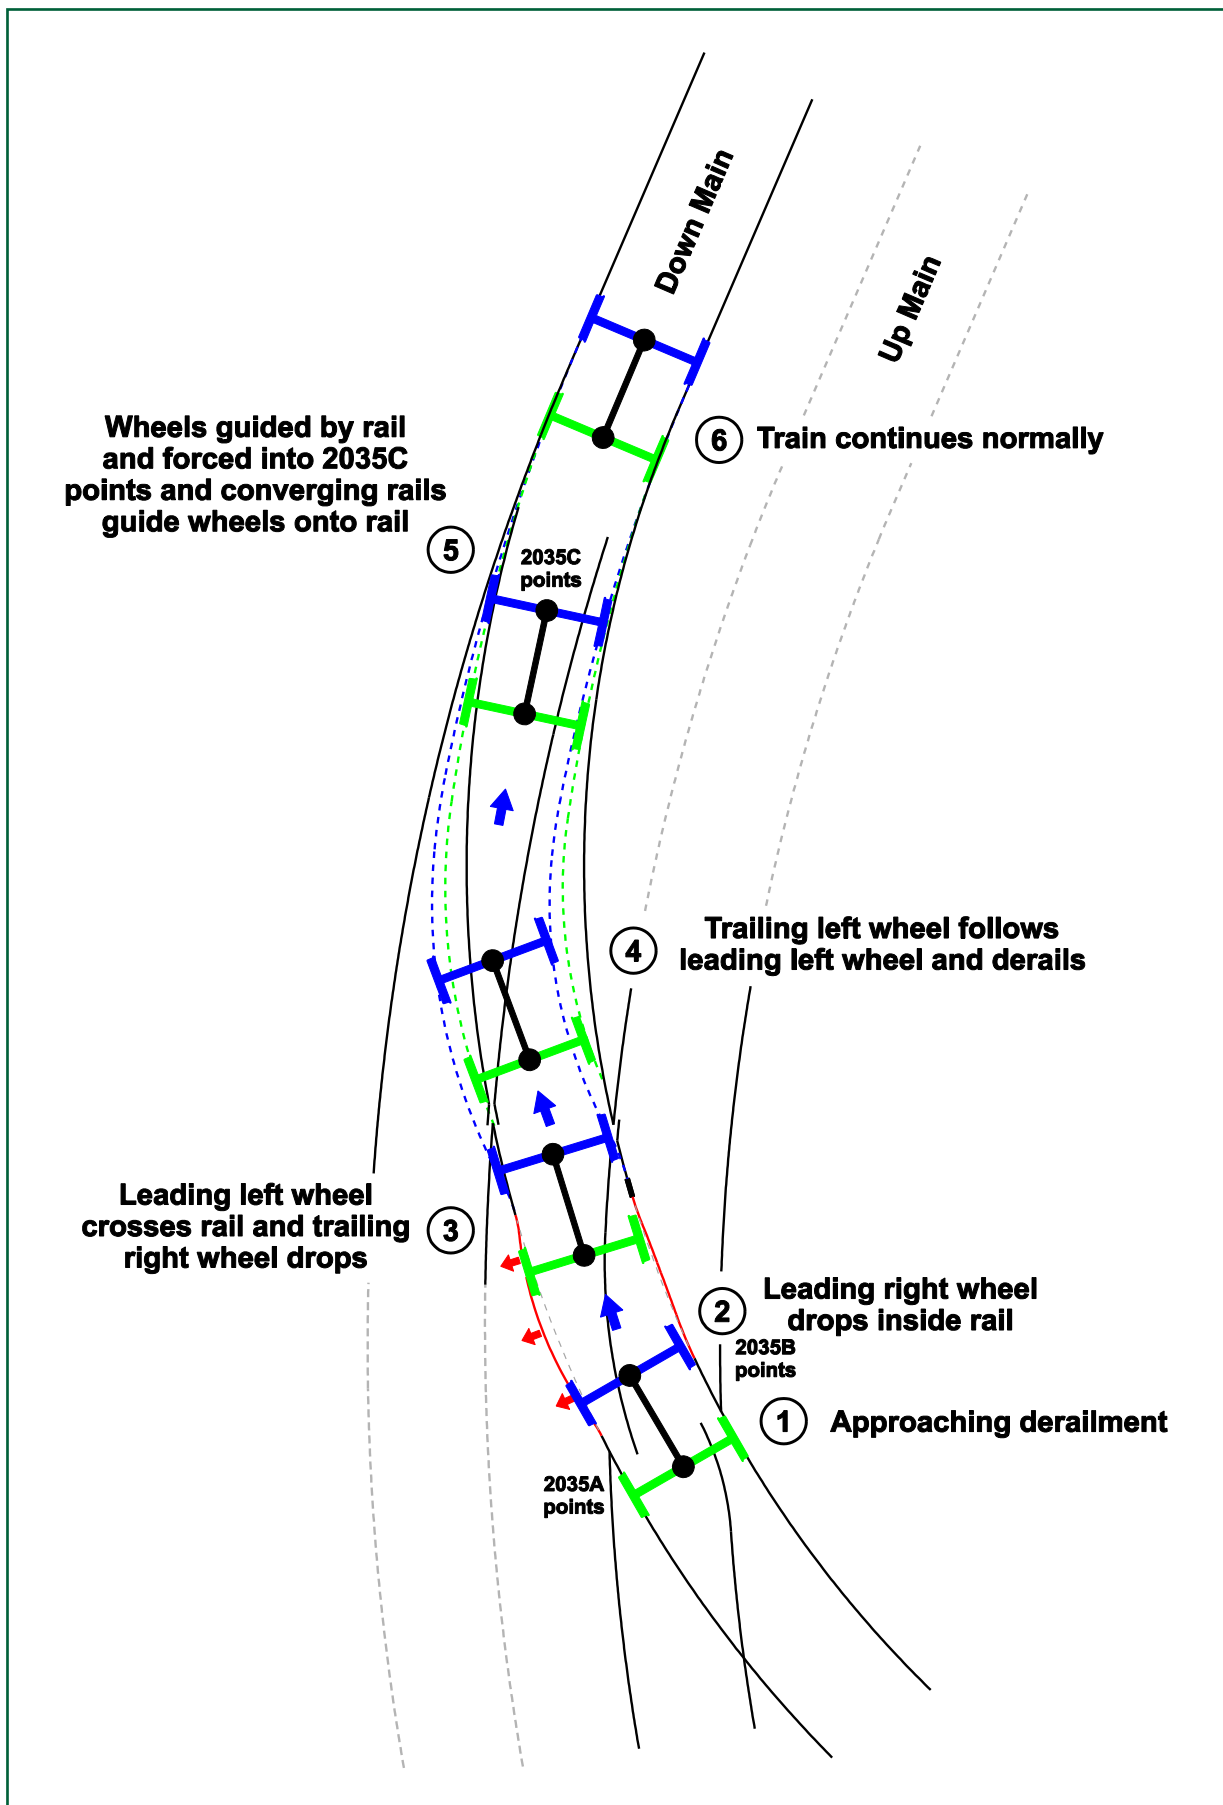 Down Main
Up Main
Wheels guided by rail
and forced into 2035C
points and converging rails
guide wheels onto rail
5
6
Train continues normally
2035C
points
4
Trailing left wheel follows
leading left wheel and derails
Leading left wheel
crosses rail and trailing
right wheel drops
3
2
Leading right wheel
drops inside rail
2035B
points
1
Approaching derailment
2035A
points